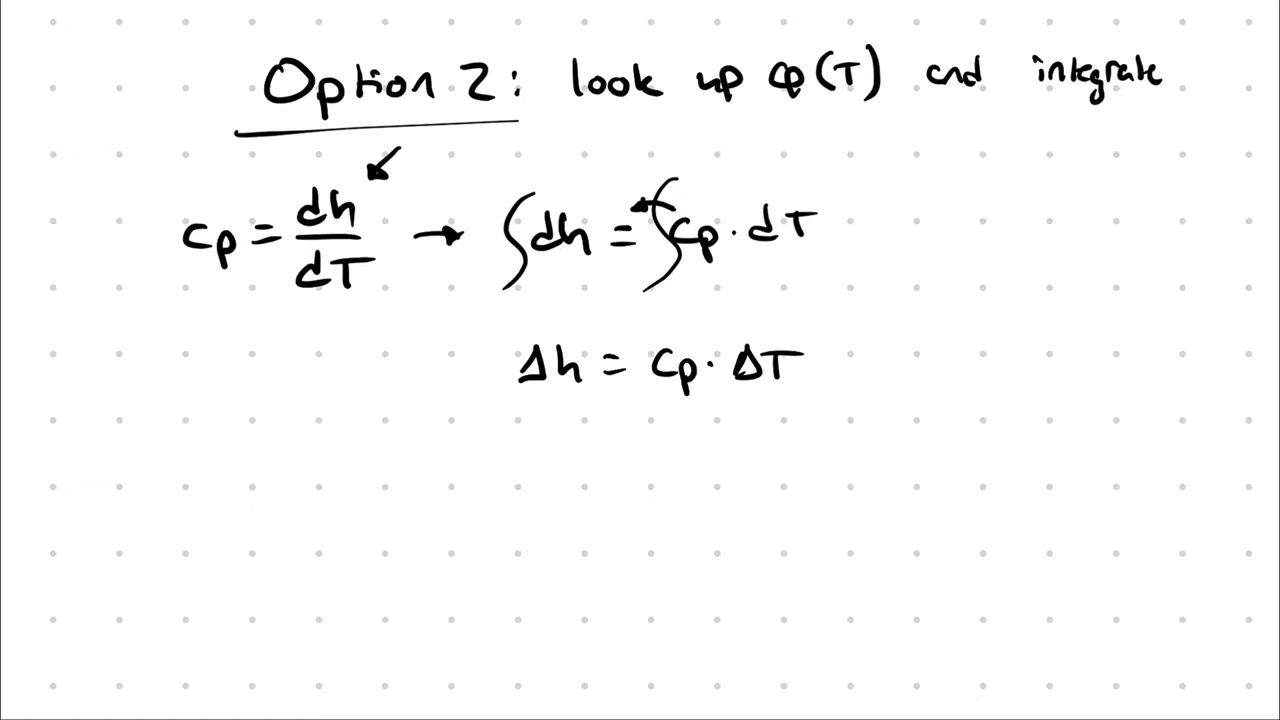 Option 2: look up cp(T) and integrate
cp = dh/dT → ∫dh = ∫cp · dT
Δh = cp · ΔT